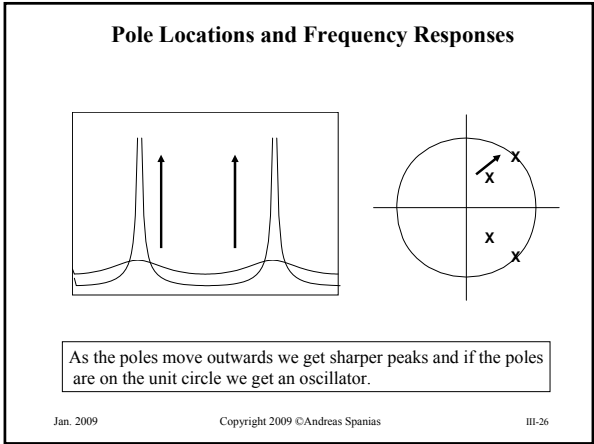 Pole Locations and Frequency Responses
X
X
X
X
As the poles move outwards we get sharper peaks and if the poles
are on the unit circle we get an oscillator.
Jan. 2009
Copyright 2009 ©Andreas Spanias
III-26